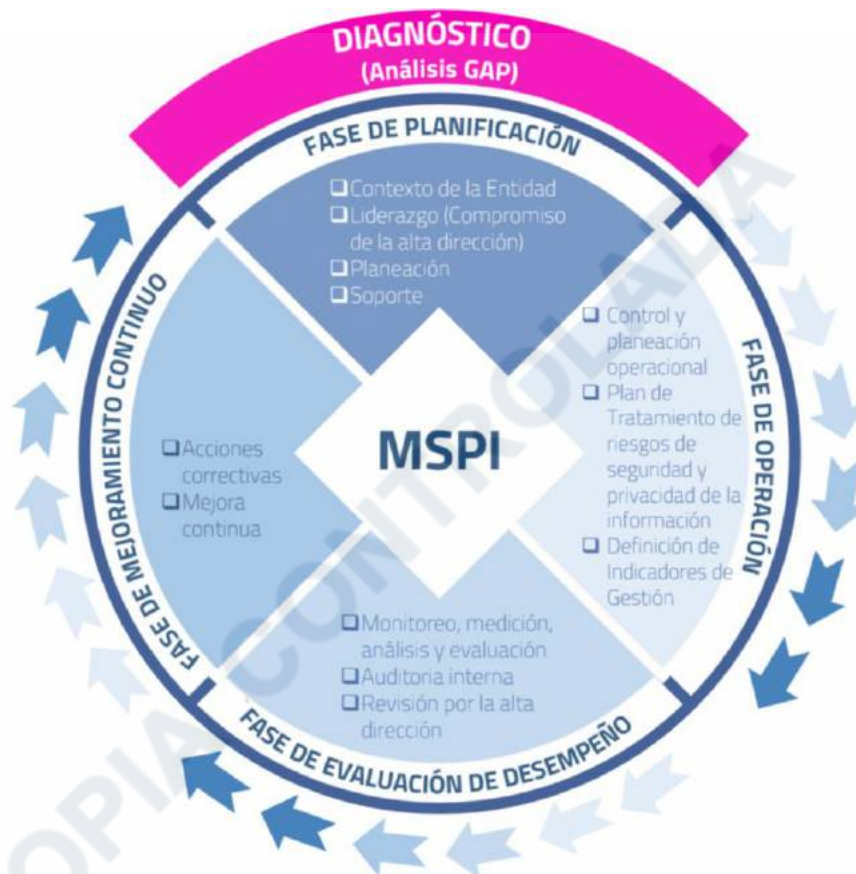 DIAGNÓSTICO
(Análisis GAP)
FASE DE PLANIFICACIÓN
❑Contexto de la Entidad
❑Liderazgo (Compromiso
de la alta dirección)
❑Planeación
❑Soporte
FASE DE OPERACIÓN
❑ Control y
planeación
operacional
❑ Plan de
Tratamiento de
riesgos de
seguridad y
privacidad de la
información
❑ Definición de
Indicadores de
Gestión
MSPI
FASE DE EVALUACIÓN DE DESEMPEÑO
❑Monitoreo, medición,
análisis y evaluación
❑Auditoria interna
❑Revisión por la alta
dirección
FASE DE MEJORAMIENTO CONTINUO
❑Acciones
correctivas
❑Mejora
continua
OPIA CONTROLADA